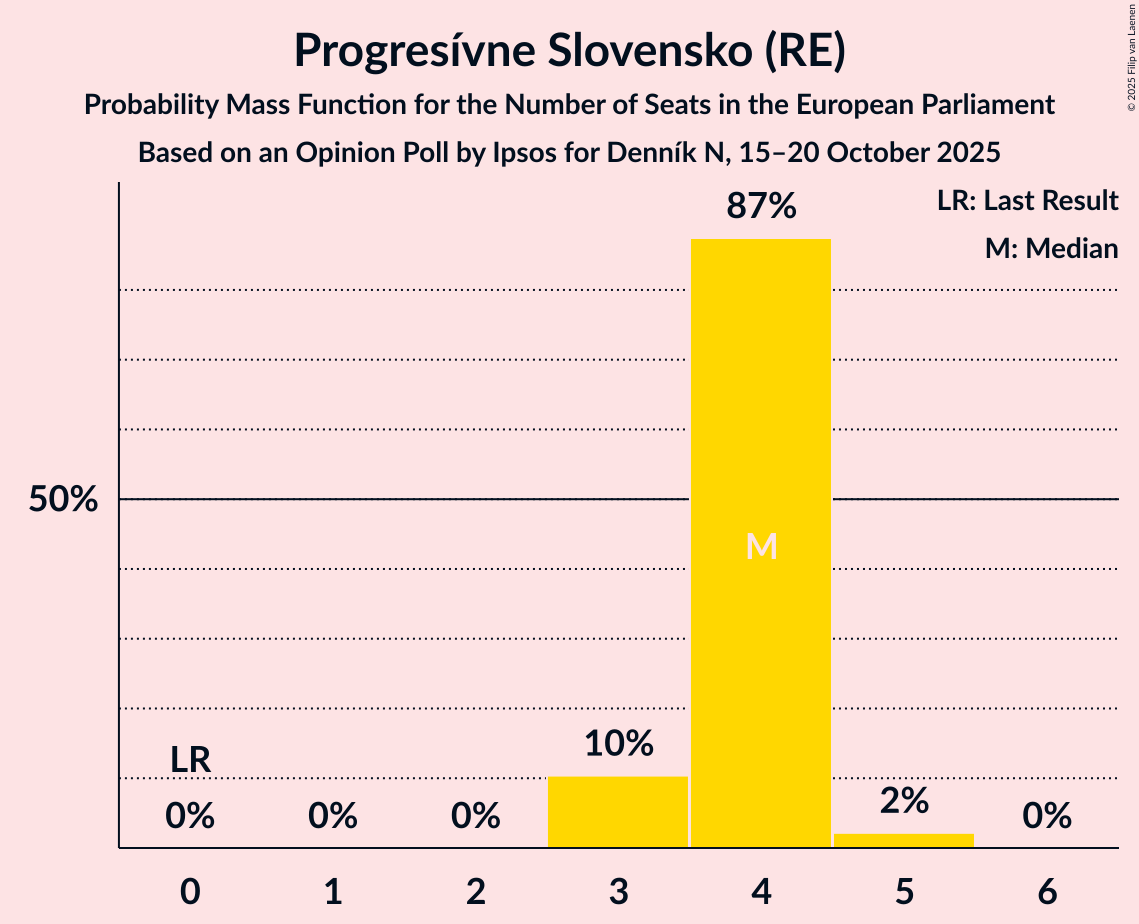 Progresívne Slovensko (RE)
Probability Mass Function for the Number of Seats in the European Parliament
Based on an Opinion Poll by Ipsos for Denník N, 15–20 October 2025
© 2025 Filip van Laenen
LR: Last Result
M: Median
87%
50%
M
10%
LR
2%
0% 0% 0% 0%
0 1 2 3 4 5 6